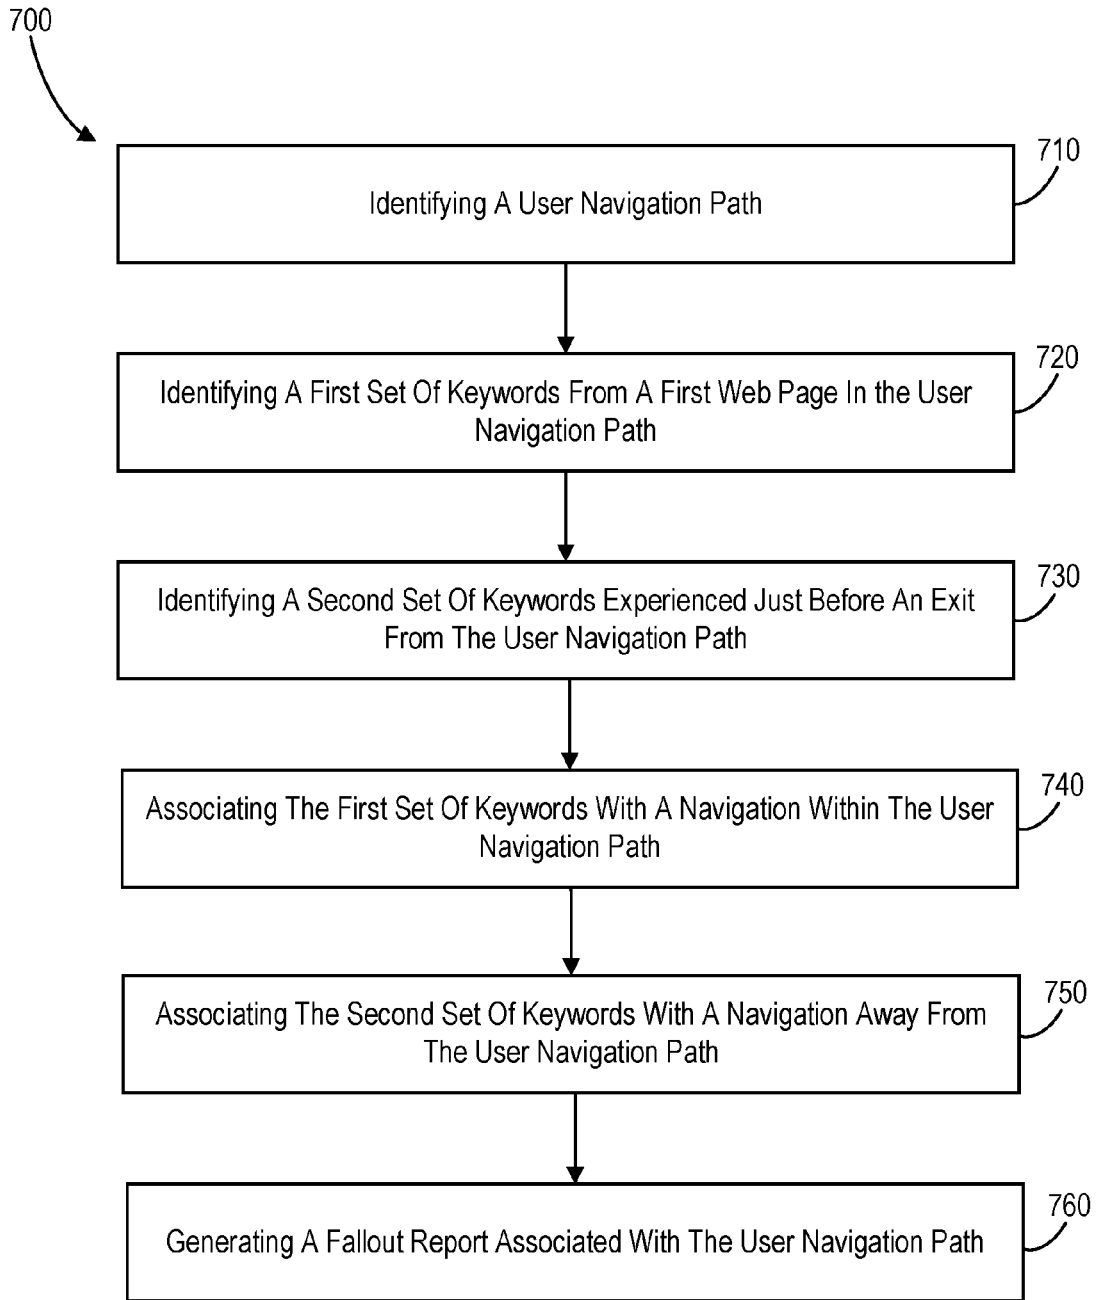 700
710
Identifying A User Navigation Path
720
Identifying A First Set Of Keywords From A First Web Page In the User
Navigation Path
730
Identifying A Second Set Of Keywords Experienced Just Before An Exit
From The User Navigation Path
740
Associating The First Set Of Keywords With A Navigation Within The User
Navigation Path
750
Associating The Second Set Of Keywords With A Navigation Away From
The User Navigation Path
760
Generating A Fallout Report Associated With The User Navigation Path